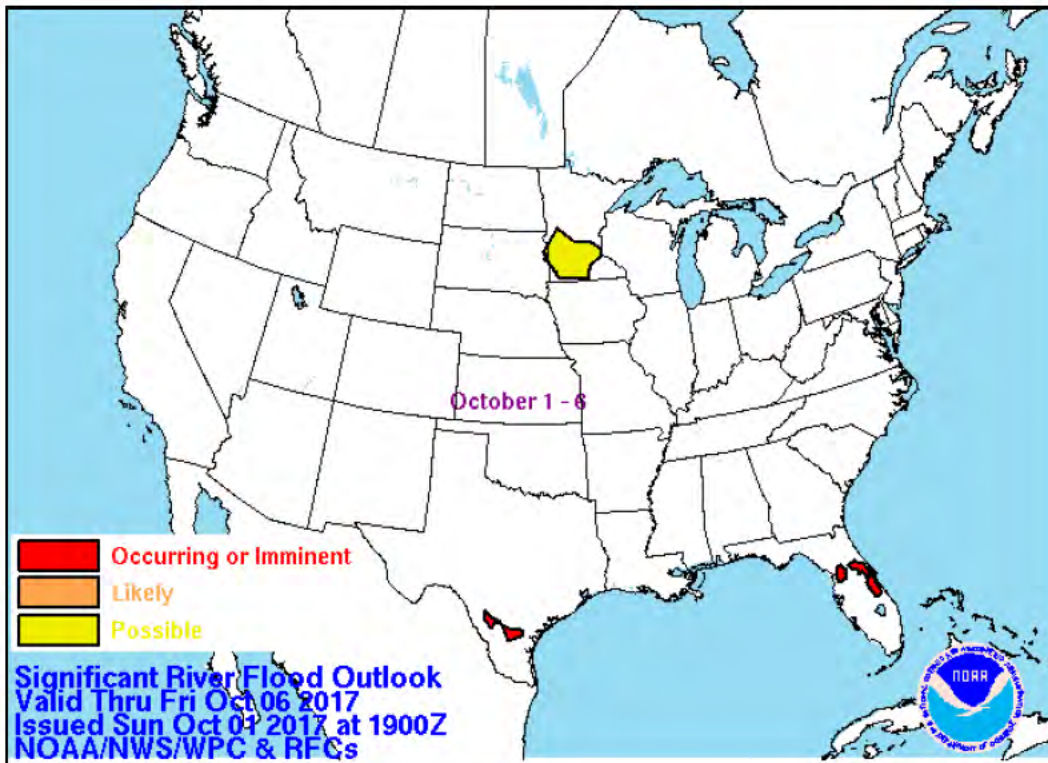 October 1 - 6
Occurring or Imminent
Likely
Possible
Significant River Flood Outlook
Valid Thru Fri Oct 06 2017
Issued Sun Oct 01 2017 at 1900Z
NOAA/NWS/WPC & RFCs
NOAA